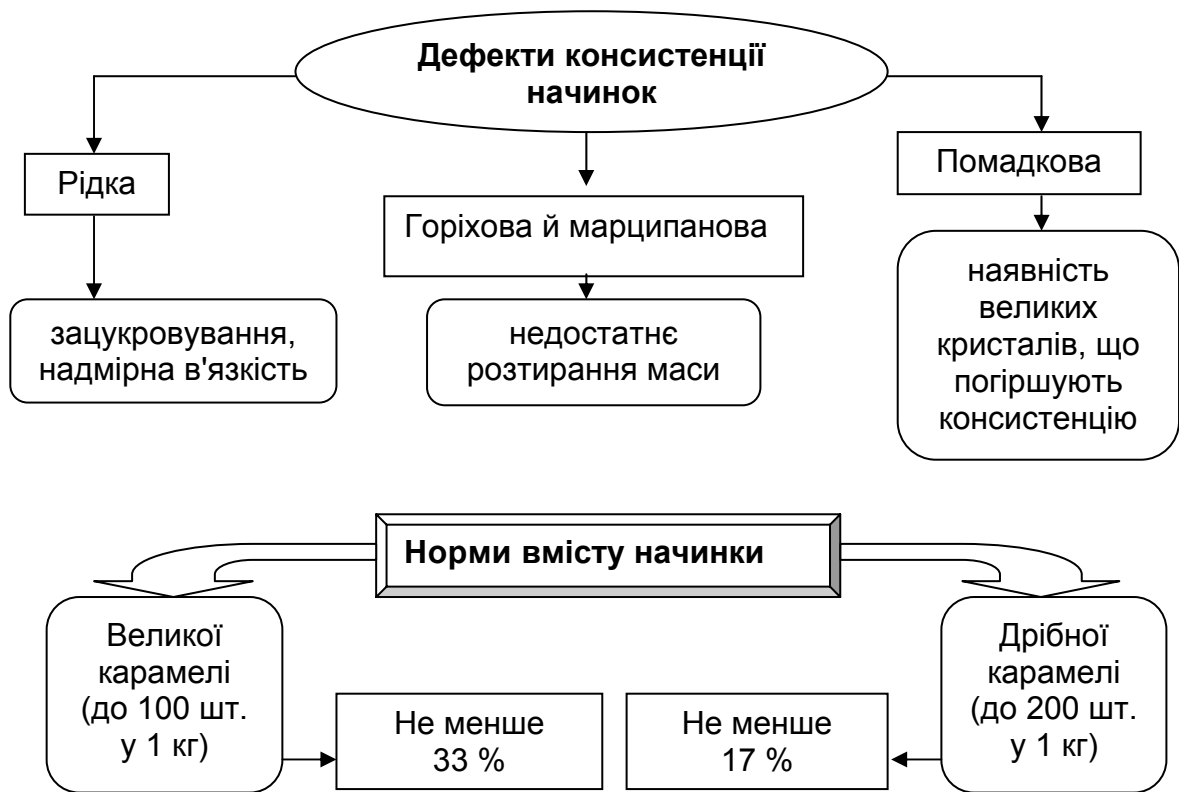 Дефекти консистенції
начинок
Рідка
Горіхова й марципанова
Помадкова
зацукровування,
надмірна в'язкість
недостатнє
розтирання маси
наявність
великих
кристалів, що
погіршують
консистенцію
Норми вмісту начинки
Великої
карамелі
(до 100 шт.
у 1 кг)
Не менше
33 %
Не менше
17 %
Дрібної
карамелі
(до 200 шт.
у 1 кг)